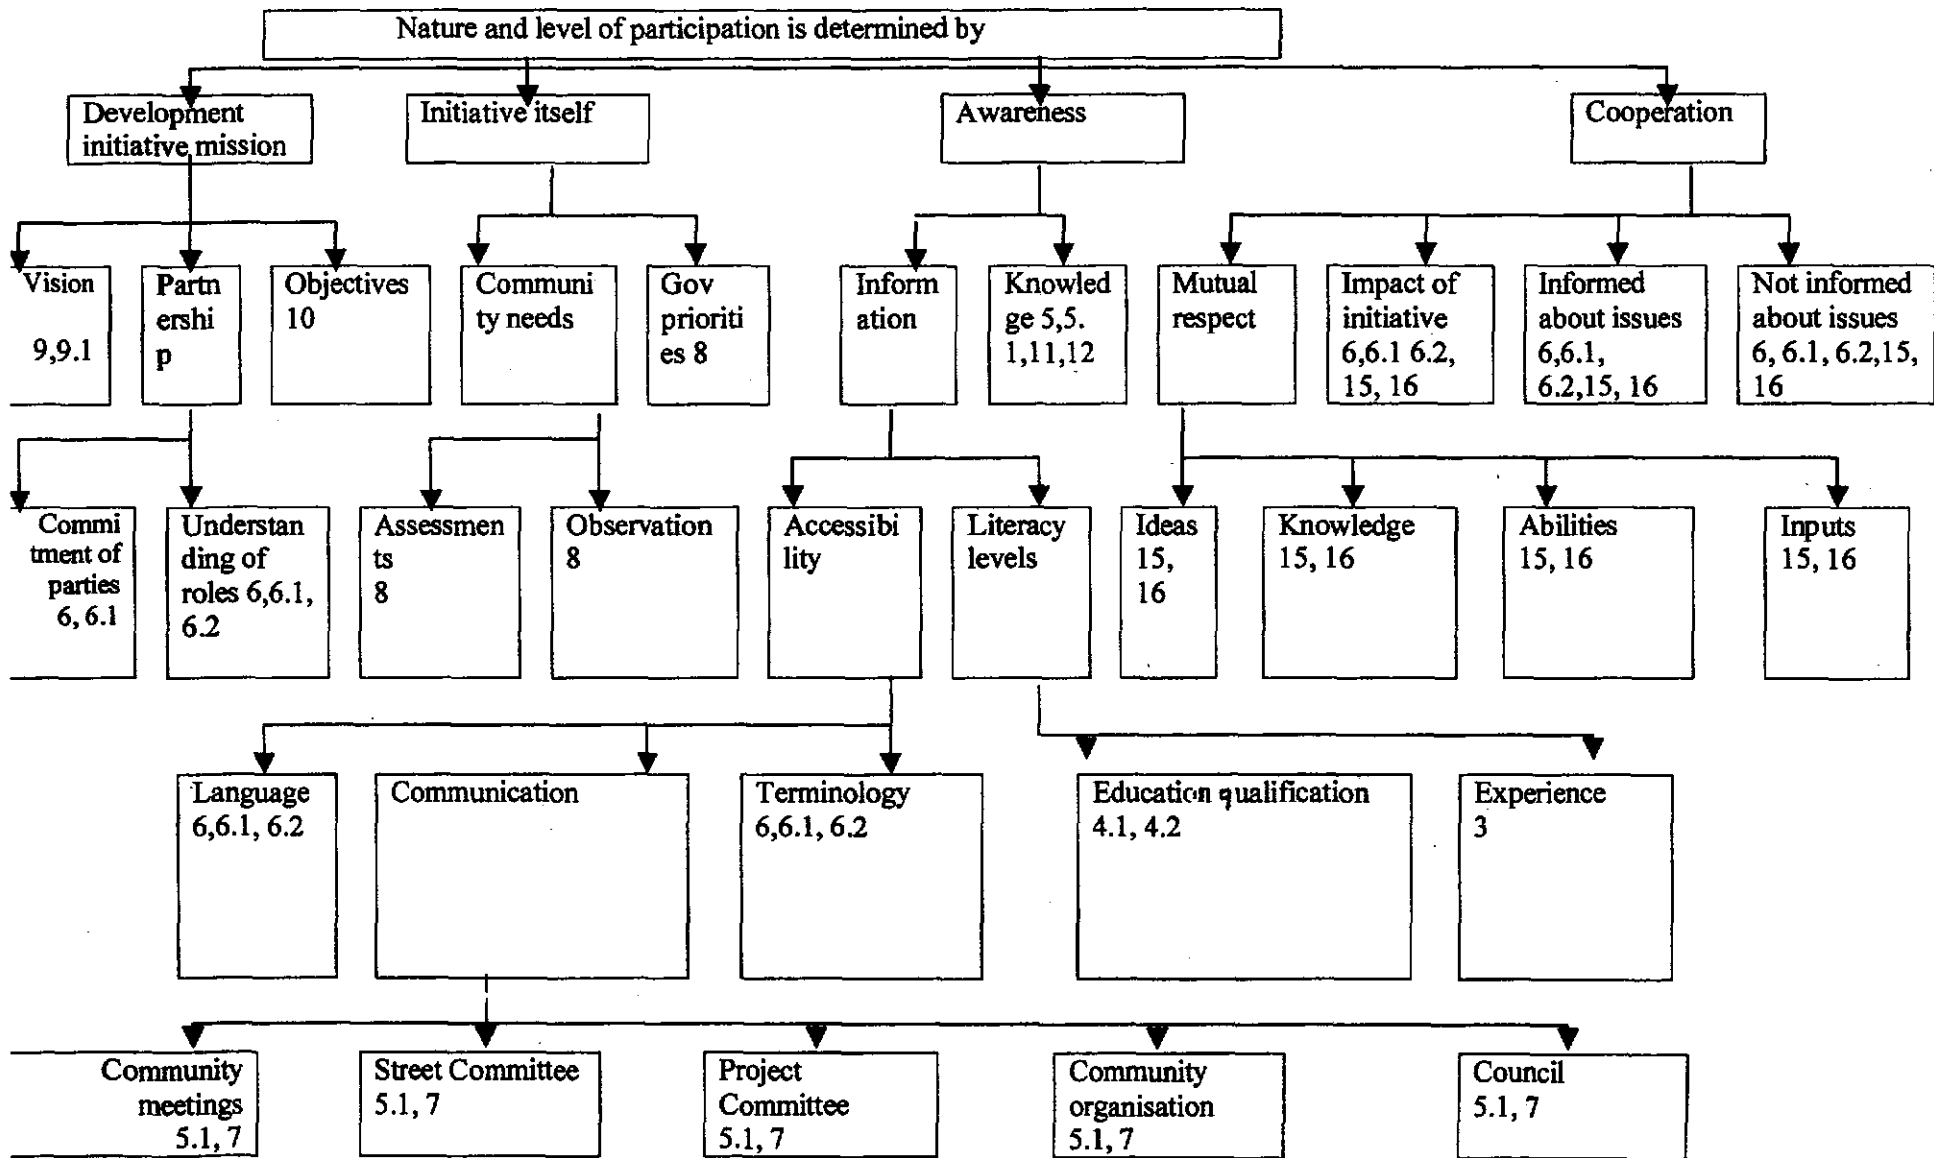 Nature and level of participation is determined by
Development
initiative mission
Initiative itself
Awareness
Cooperation
Vision
9,9.1
Partn
ershi
p
Objectives
10
Communi
ty needs
Gov
prioriti
es 8
Inform
ation
Knowled
ge 5,5.
1,11,12
Mutual
respect
Impact of
initiative
6,6.1 6.2,
15, 16
Informed
about issues
6,6.1,
6.2,15, 16
Not informed
about issues
6, 6.1, 6.2,15,
16
Commi
tment of
parties
6, 6.1
Understan
ding of
roles 6,6.1,
6.2
Assessmen
ts
8
Observation
8
Accessibi
lity
Literacy
levels
Ideas
15,
16
Knowledge
15, 16
Abilities
15, 16
Inputs
15, 16
Language
6,6.1, 6.2
Communication
Terminology
6,6.1, 6.2
Education qualification
4.1, 4.2
Experience
3
Community
meetings
5.1, 7
Street Committee
5.1, 7
Project
Committee
5.1, 7
Community
organisation
5.1, 7
Council
5.1, 7